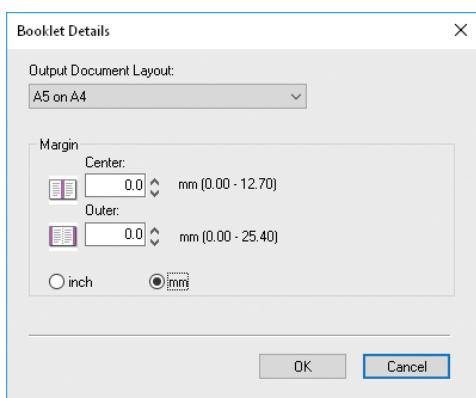 Booklet Details
Output Document Layout:
A5 on A4
Margin
Center:
0.0 mm (0.00 - 12.70)
Outer:
0.0 mm (0.00 - 25.40)
inch mm
OK Cancel